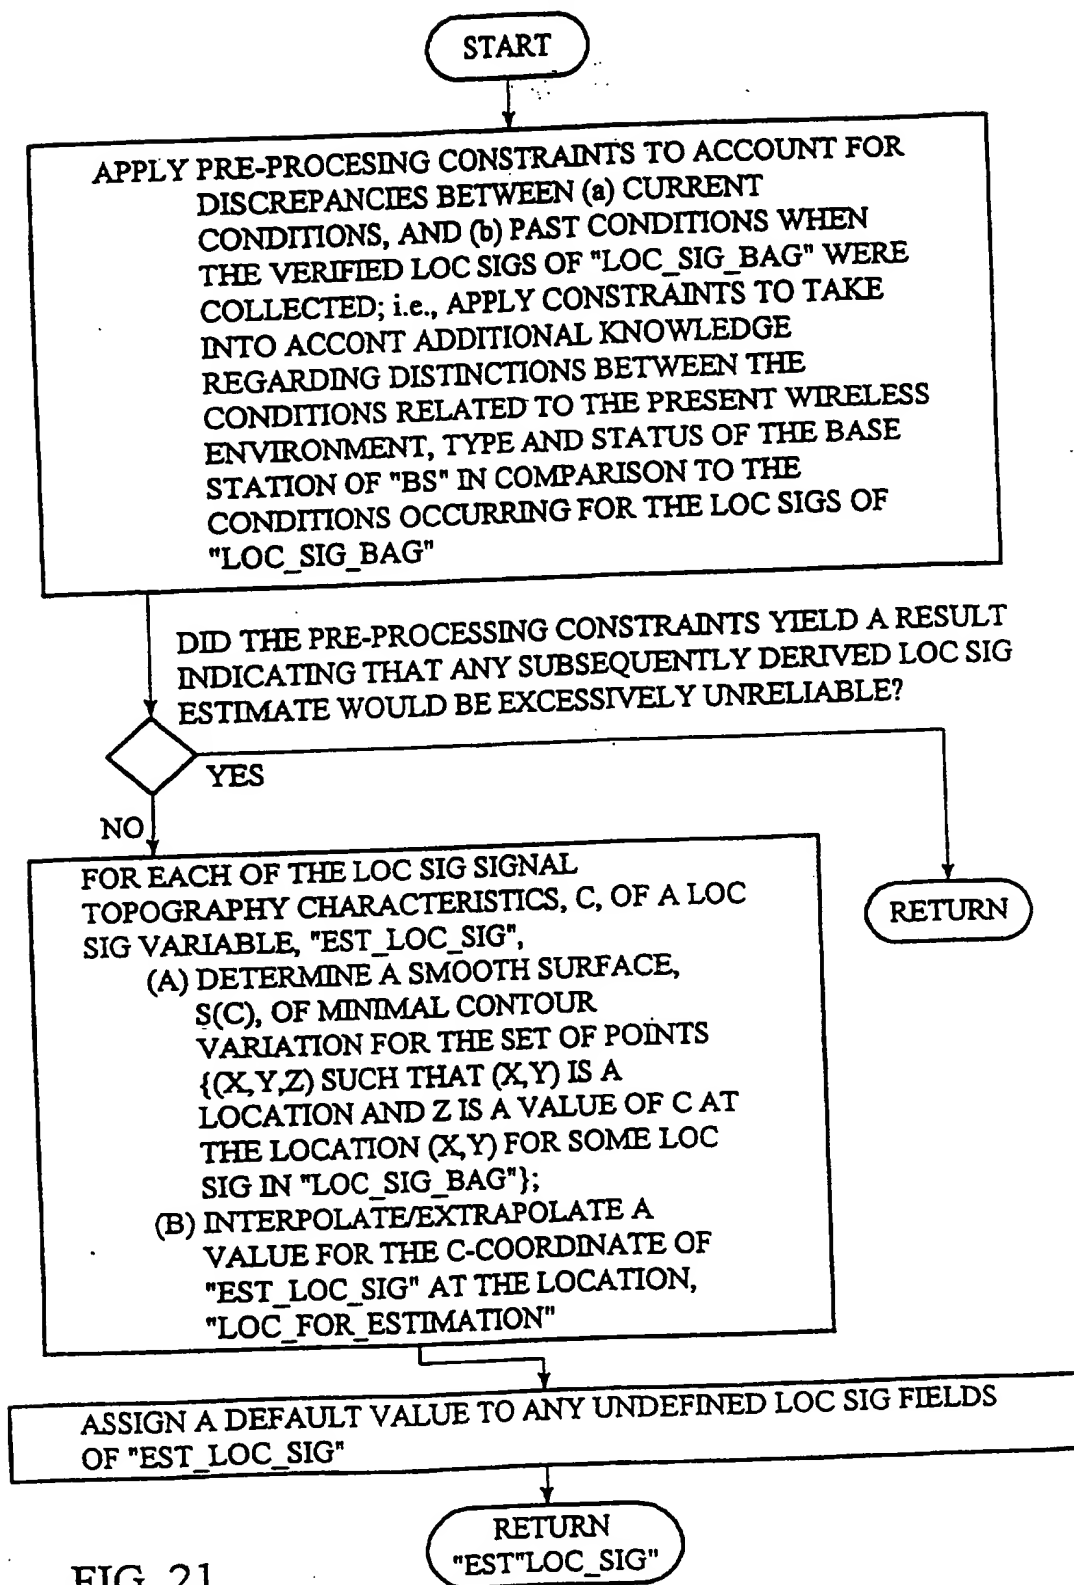 START
APPLY PRE-PROCESING CONSTRAINTS TO ACCOUNT FOR
DISCREPANCIES BETWEEN (a) CURRENT
CONDITIONS, AND (b) PAST CONDITIONS WHEN
THE VERIFIED LOC SIGS OF "LOC_SIG_BAG" WERE
COLLECTED; i.e., APPLY CONSTRAINTS TO TAKE
INTO ACCONT ADDITIONAL KNOWLEDGE
REGARDING DISTINCTIONS BETWEEN THE
CONDITIONS RELATED TO THE PRESENT WIRELESS
ENVIRONMENT, TYPE AND STATUS OF THE BASE
STATION OF "BS" IN COMPARISON TO THE
CONDITIONS OCCURRING FOR THE LOC SIGS OF
"LOC_SIG_BAG"
DID THE PRE-PROCESSING CONSTRAINTS YIELD A RESULT
INDICATING THAT ANY SUBSEQUENTLY DERIVED LOC SIG
ESTIMATE WOULD BE EXCESSIVELY UNRELIABLE?
YES
NO
FOR EACH OF THE LOC SIG SIGNAL
TOPOGRAPHY CHARACTERISTICS, C, OF A LOC
SIG VARIABLE, "EST_LOC_SIG",
(A) DETERMINE A SMOOTH SURFACE,
S(C), OF MINIMAL CONTOUR
VARIATION FOR THE SET OF POINTS
{(X,Y,Z) SUCH THAT (X,Y) IS A
LOCATION AND Z IS A VALUE OF C AT
THE LOCATION (X,Y) FOR SOME LOC
SIG IN "LOC_SIG_BAG"};
(B) INTERPOLATE/EXTRAPOLATE A
VALUE FOR THE C-COORDINATE OF
"EST_LOC_SIG" AT THE LOCATION,
"LOC_FOR_ESTIMATION"
RETURN
ASSIGN A DEFAULT VALUE TO ANY UNDEFINED LOC SIG FIELDS
OF "EST_LOC_SIG"
RETURN
"EST"LOC_SIG"
FIG. 21